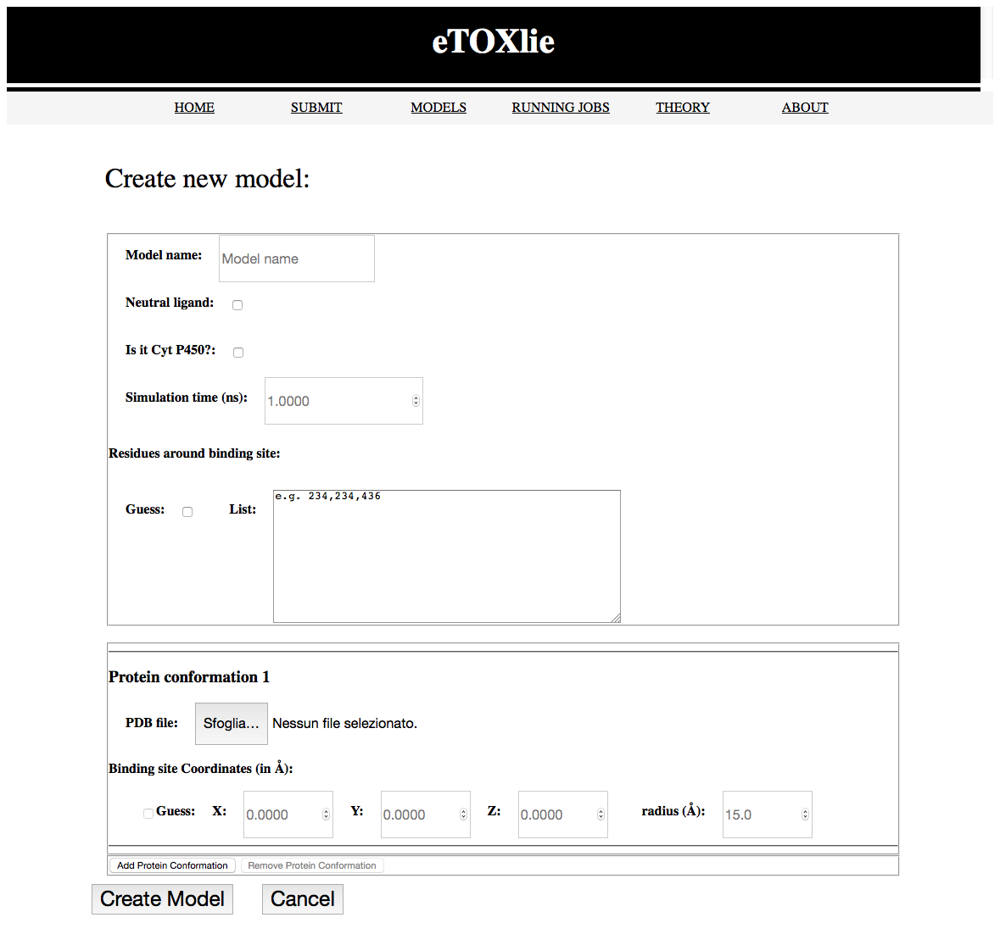 eTOXlie
HOME SUBMIT MODELS RUNNING JOBS THEORY ABOUT
Create new model:
Model name: Model name
Neutral ligand:
Is it Cyt P450?:
Simulation time (ns): 1.0000
Residues around binding site:
Guess: List: e.g. 234,234,436
Protein conformation 1
PDB file: Sfoglia... Nessun file selezionato.
Binding site Coordinates (in Å):
Guess: X: 0.0000 Y: 0.0000 Z: 0.0000 radius (Å): 15.0
Add Protein Conformation Remove Protein Conformation
Create Model Cancel